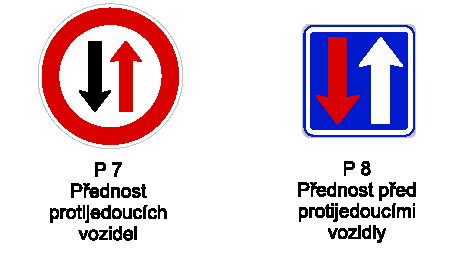 P 7
Přednost
protijedoucích
vozidel
P 8
Přednost před
protijedoucími
vozidly